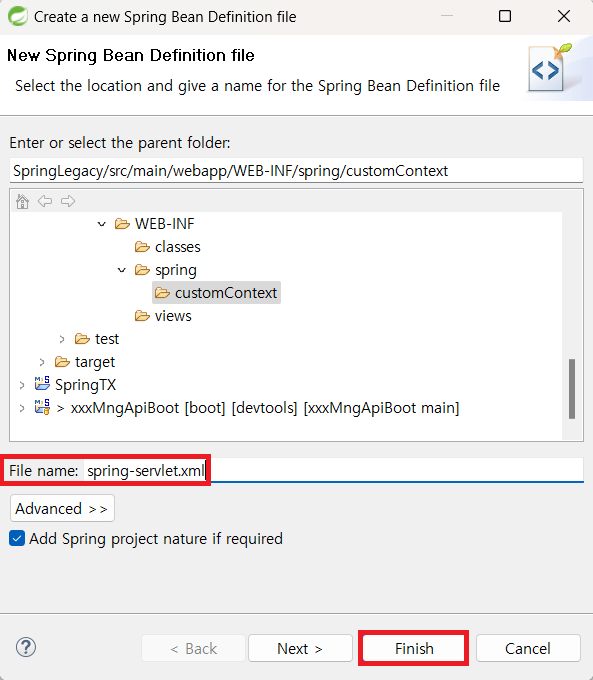 Create a new Spring Bean Definition file
New Spring Bean Definition file
Select the location and give a name for the Spring Bean Definition file
Enter or select the parent folder:
SpringLegacy/src/main/webapp/WEB-INF/spring/customContext
WEB-INF
classes
spring
customContext
views
test
target
SpringTX
> xxxMngApiBoot [boot] [devtools] [xxxMngApiBoot main]
File name: spring-servlet.xml
Advanced >>
Add Spring project nature if required
< Back Next > Finish Cancel